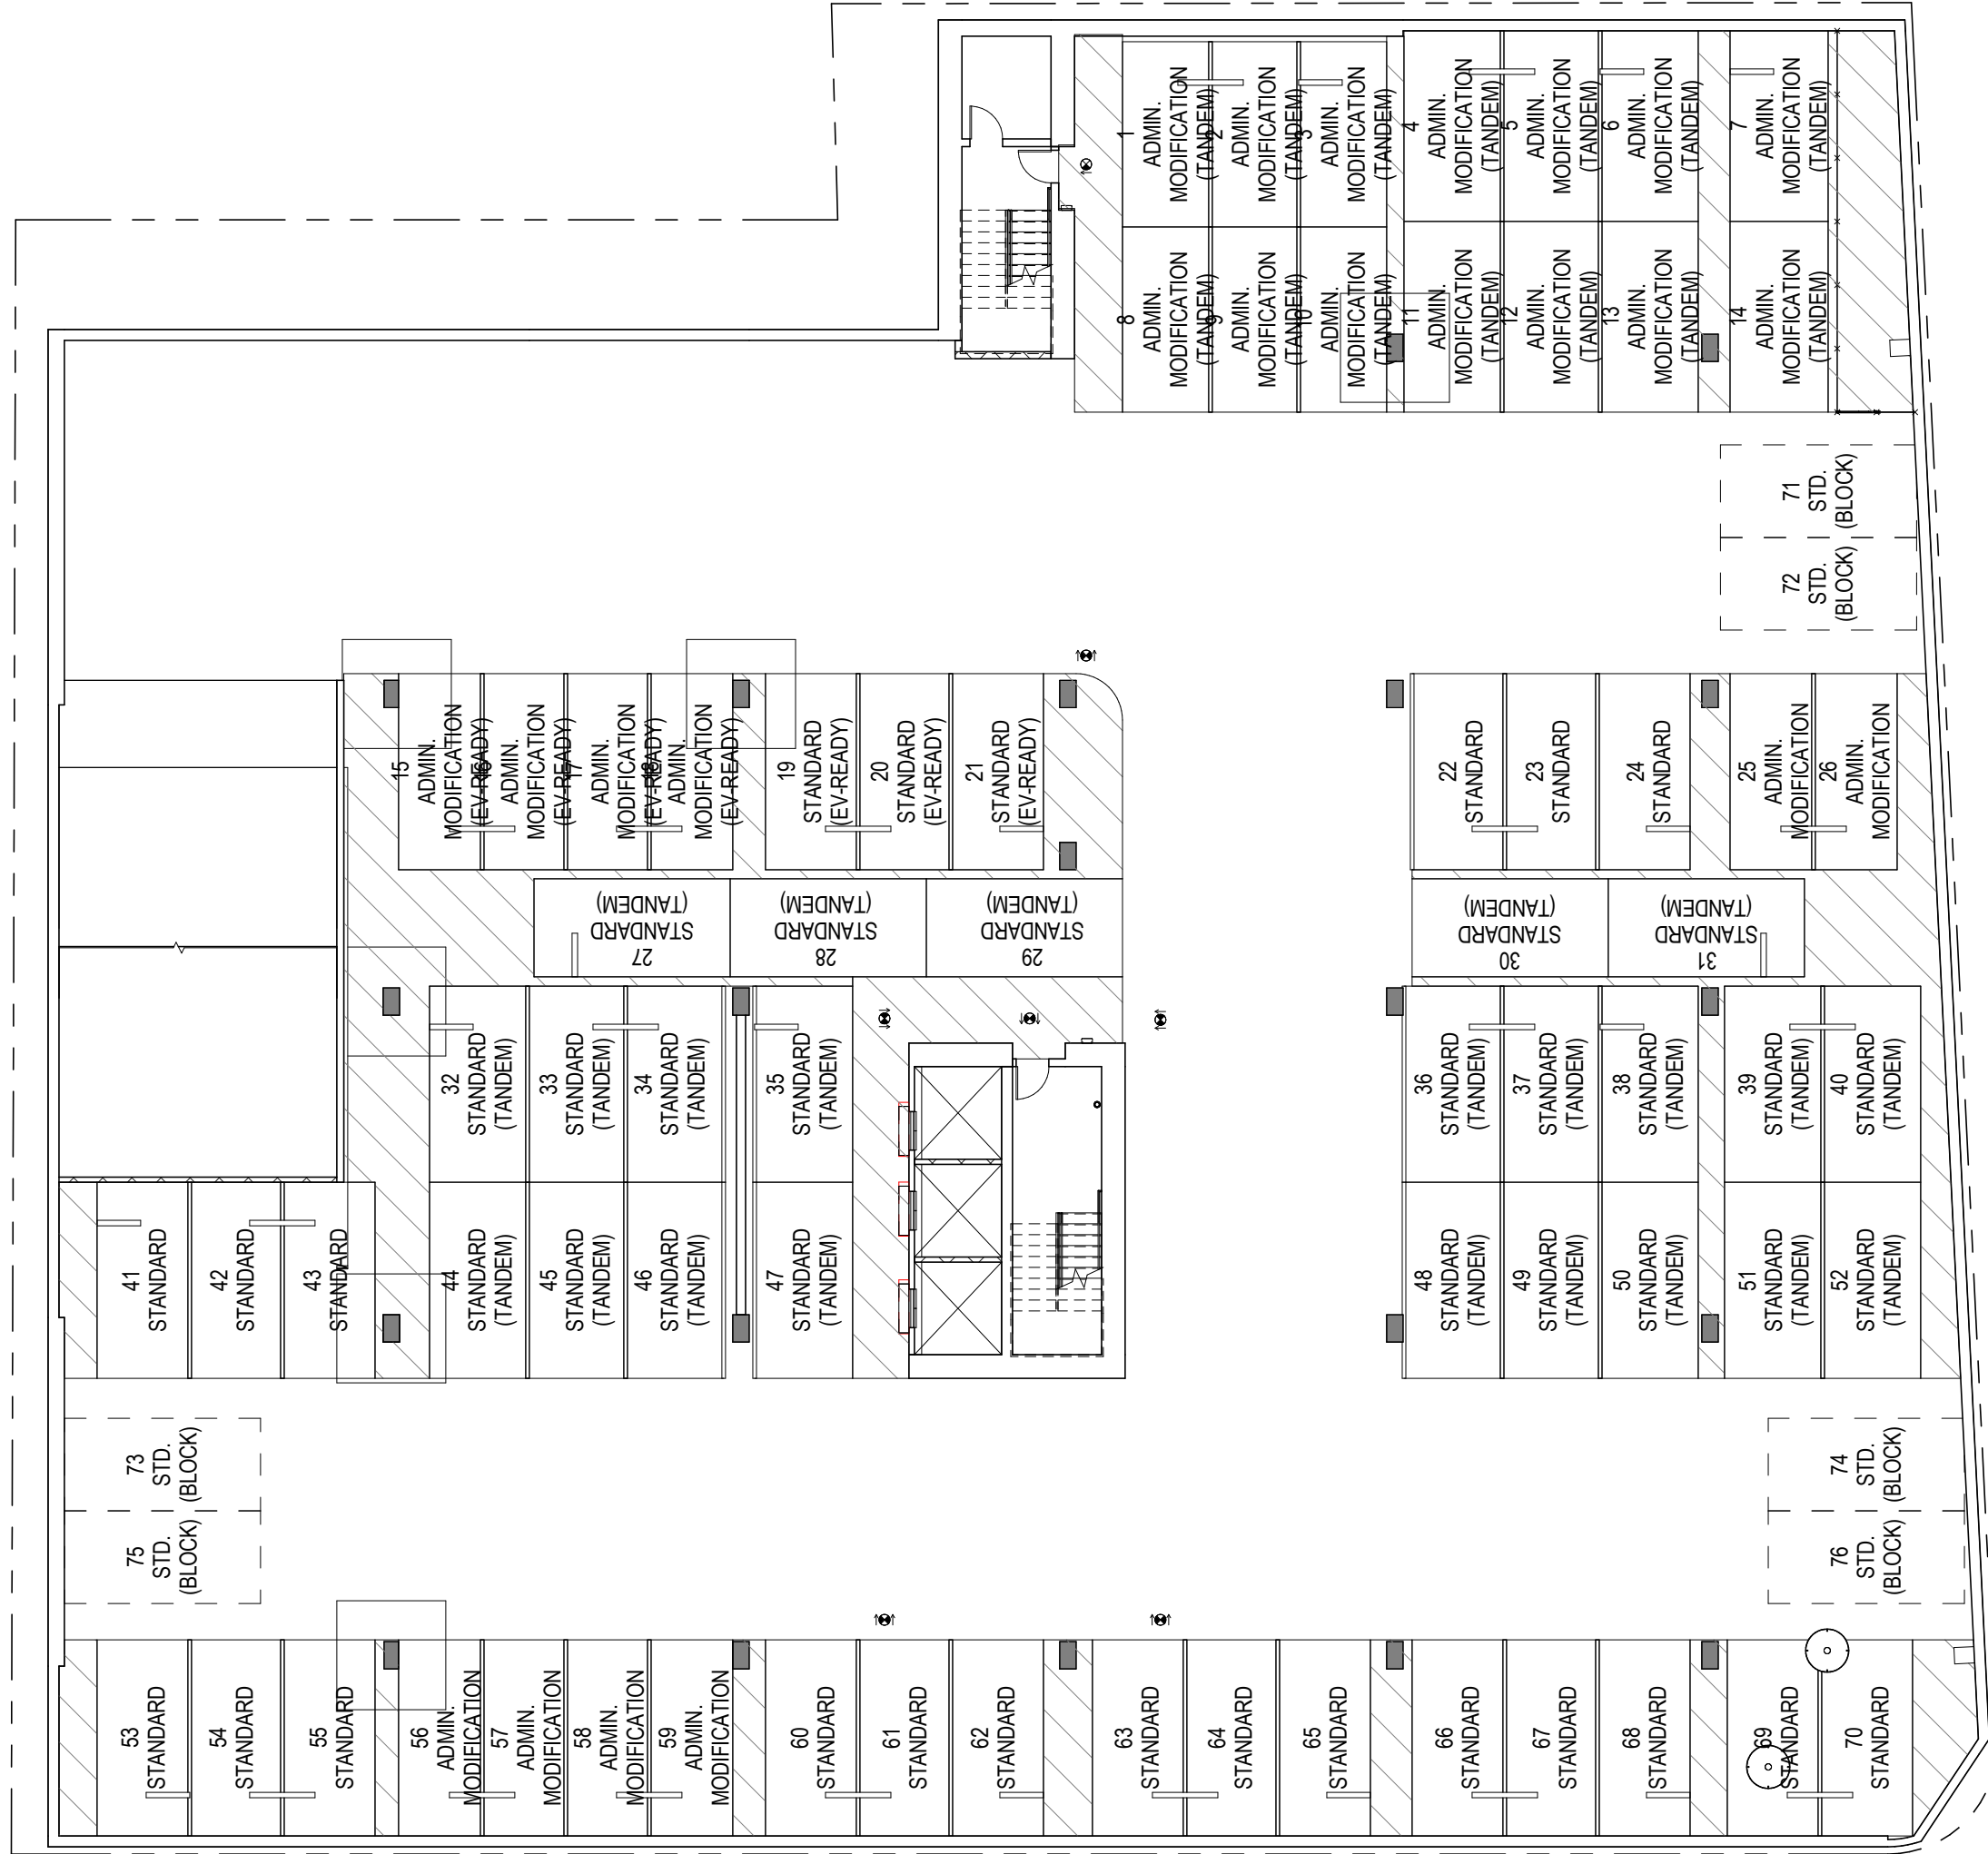 1
ADMIN.
MODIFICATION
(TANDEM)
2
ADMIN.
MODIFICATION
(TANDEM)
3
ADMIN.
MODIFICATION
(TANDEM)
4
ADMIN.
MODIFICATION
(TANDEM)
5
ADMIN.
MODIFICATION
(TANDEM)
6
ADMIN.
MODIFICATION
(TANDEM)
7
ADMIN.
MODIFICATION
(TANDEM)
8
ADMIN.
MODIFICATION
(TANDEM)
9
ADMIN.
MODIFICATION
(TANDEM)
10
ADMIN.
MODIFICATION
(TANDEM)
11
ADMIN.
MODIFICATION
(TANDEM)
12
ADMIN.
MODIFICATION
(TANDEM)
13
ADMIN.
MODIFICATION
(TANDEM)
14
ADMIN.
MODIFICATION
(TANDEM)
71
STD.
(BLOCK)
72
STD.
(BLOCK)
15
ADMIN.
MODIFICATION
(EV-READY)
16
ADMIN.
MODIFICATION
(EV-READY)
17
ADMIN.
MODIFICATION
(EV-READY)
18
ADMIN.
MODIFICATION
(EV-READY)
19
STANDARD
(EV-READY)
20
STANDARD
(EV-READY)
21
STANDARD
(EV-READY)
22
STANDARD
23
STANDARD
24
STANDARD
25
ADMIN.
MODIFICATION
26
ADMIN.
MODIFICATION
27
STANDARD
(TANDEM)
28
STANDARD
(TANDEM)
29
STANDARD
(TANDEM)
30
STANDARD
(TANDEM)
31
STANDARD
(TANDEM)
32
STANDARD
(TANDEM)
33
STANDARD
(TANDEM)
34
STANDARD
(TANDEM)
35
STANDARD
(TANDEM)
36
STANDARD
(TANDEM)
37
STANDARD
(TANDEM)
38
STANDARD
(TANDEM)
39
STANDARD
(TANDEM)
40
STANDARD
(TANDEM)
41
STANDARD
42
STANDARD
43
STANDARD
44
STANDARD
(TANDEM)
45
STANDARD
(TANDEM)
46
STANDARD
(TANDEM)
47
STANDARD
(TANDEM)
48
STANDARD
(TANDEM)
49
STANDARD
(TANDEM)
50
STANDARD
(TANDEM)
51
STANDARD
(TANDEM)
52
STANDARD
(TANDEM)
73
STD.
(BLOCK)
74
STD.
(BLOCK)
75
STD.
(BLOCK)
76
STD.
(BLOCK)
53
STANDARD
54
STANDARD
55
STANDARD
56
ADMIN.
MODIFICATION
57
ADMIN.
MODIFICATION
58
ADMIN.
MODIFICATION
59
ADMIN.
MODIFICATION
60
STANDARD
61
STANDARD
62
STANDARD
63
STANDARD
64
STANDARD
65
STANDARD
66
STANDARD
67
STANDARD
68
STANDARD
69
STANDARD
70
STANDARD